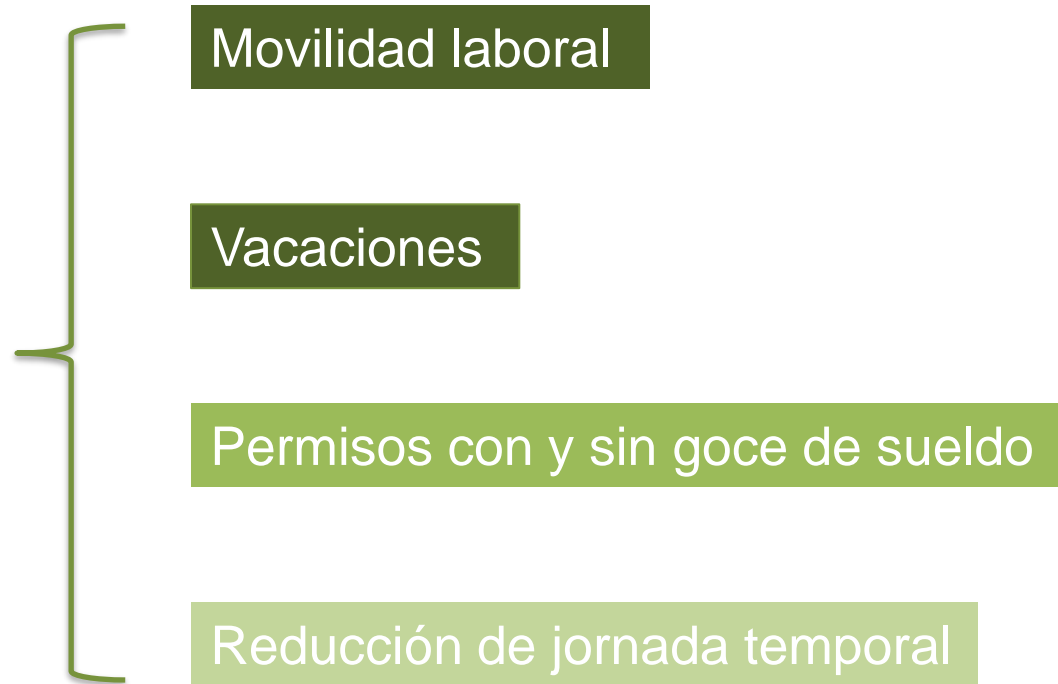 Movilidad laboral
Vacaciones
Permisos con y sin goce de sueldo
Reducción de jornada temporal